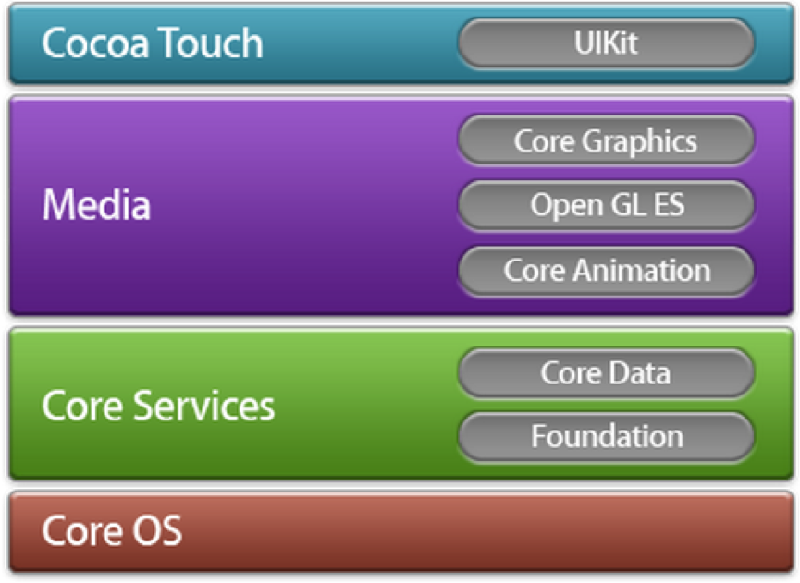 Cocoa Touch
UIKit
Media
Core Graphics
Open GL ES
Core Animation
Core Services
Core Data
Foundation
Core OS